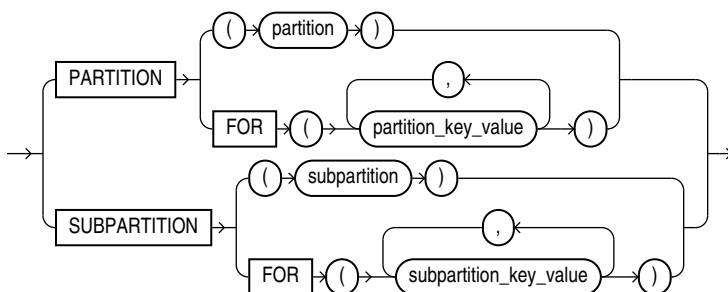 ( partition )
PARTITION
,
FOR ( partition_key_value )
( subpartition )
SUBPARTITION
,
FOR ( subpartition_key_value )